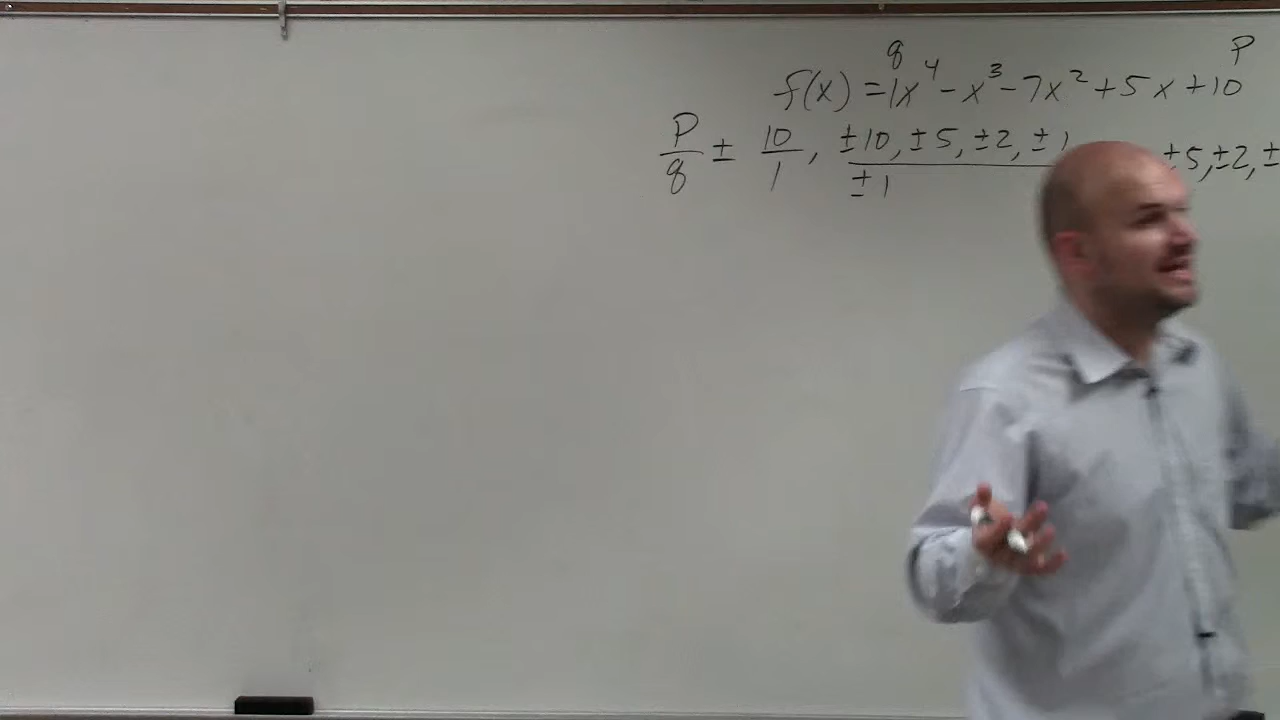 q p
f(x) = 1x⁴ - x³ - 7x² + 5x + 10
p/q ± 10/1, ±10, ±5, ±2, ±1 / ±1 ±5, ±2, ±